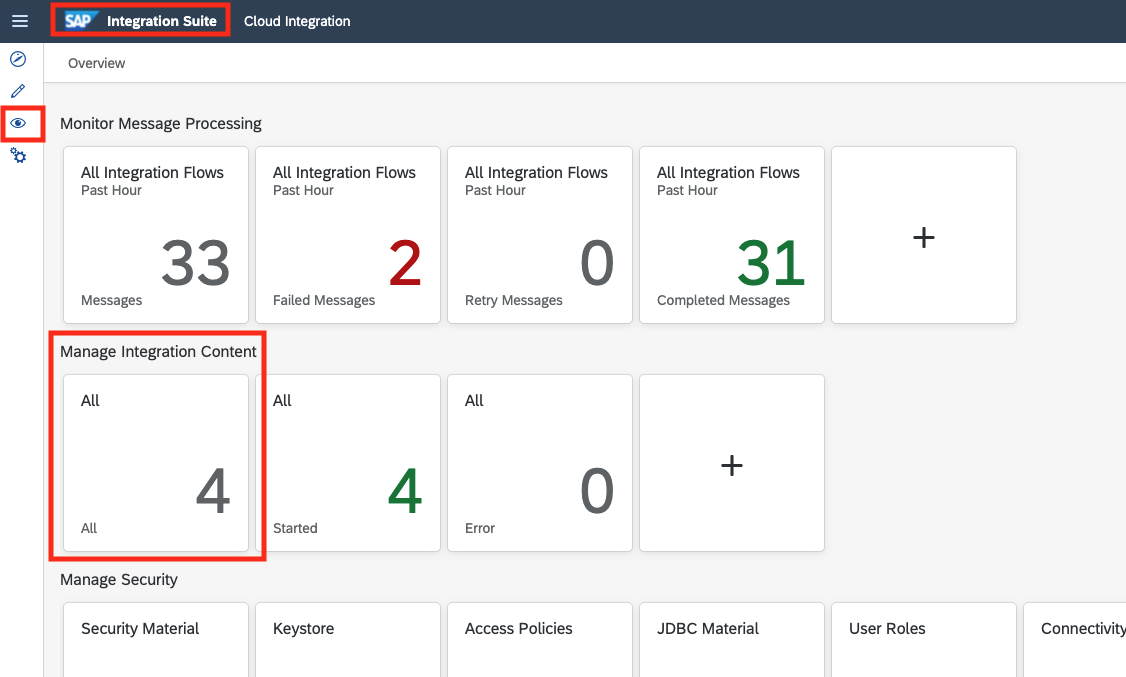 SAP Integration Suite Cloud Integration
Overview
Monitor Message Processing
All Integration Flows
Past Hour
33
Messages
All Integration Flows
Past Hour
2
Failed Messages
All Integration Flows
Past Hour
0
Retry Messages
All Integration Flows
Past Hour
31
Completed Messages
+
Manage Integration Content
All
4
All
All
4
Started
All
0
Error
+
Manage Security
Security Material
Keystore
Access Policies
JDBC Material
User Roles
Connectivity